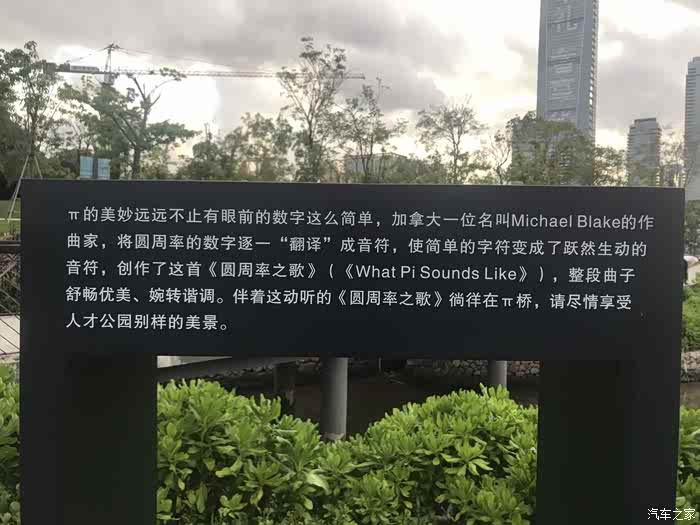 π的美妙远远不止有眼前的数字这么简单，加拿大一位名叫Michael Blake的作
曲家，将圆周率的数字逐一“翻译”成音符，使简单的字符变成了跃然生动的
音符，创作了这首《圆周率之歌》（《What Pi Sounds Like》），整段曲子
舒畅优美、婉转谐调。伴着这动听的《圆周率之歌》徜徉在π桥，请尽情享受
人才公园别样的美景。
汽车之家